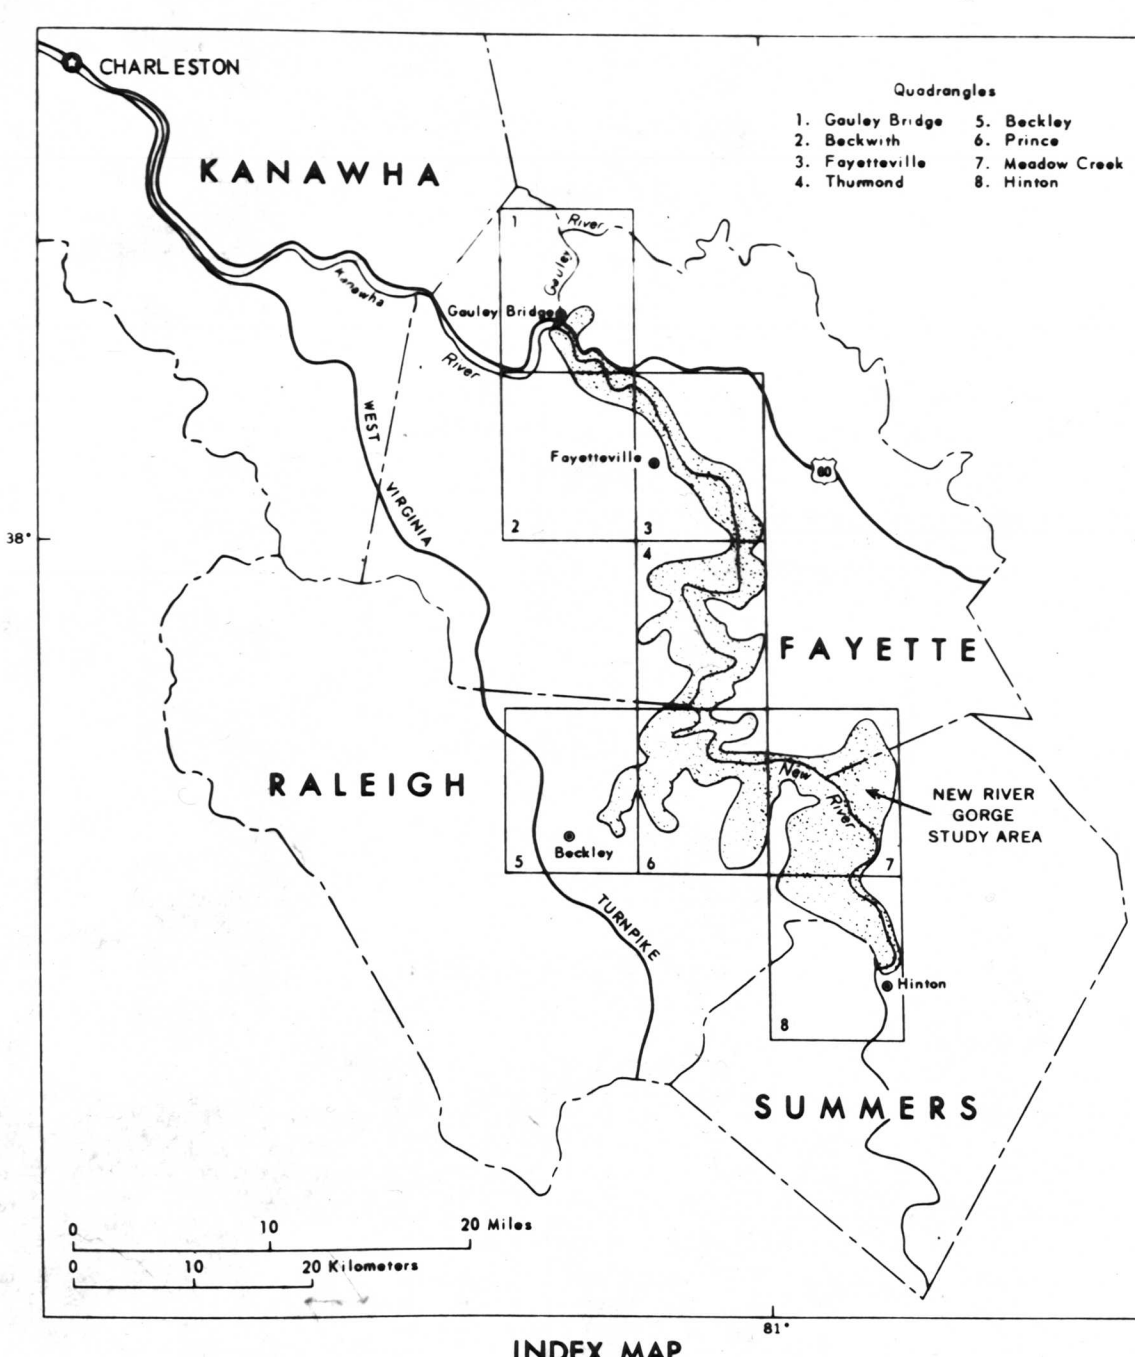 CHARLESTON
Quadrangles
1. Gauley Bridge 5. Beckley
2. Beckwith 6. Prince
3. Fayetteville 7. Meadow Creek
4. Thurmond 8. Hinton
KANAWHA
1
River
Gauley
Kanawha
Gauley Bridge
River
WEST
Fayetteville
60
VIRGINIA
2
3
38°
4
FAYETTE
RALEIGH
New
River
NEW RIVER
GORGE
STUDY AREA
Beckley
5
6
7
TURNPIKE
Hinton
8
SUMMERS
0 10 20 Miles
0 10 20 Kilometers
81°
INDEX MAP